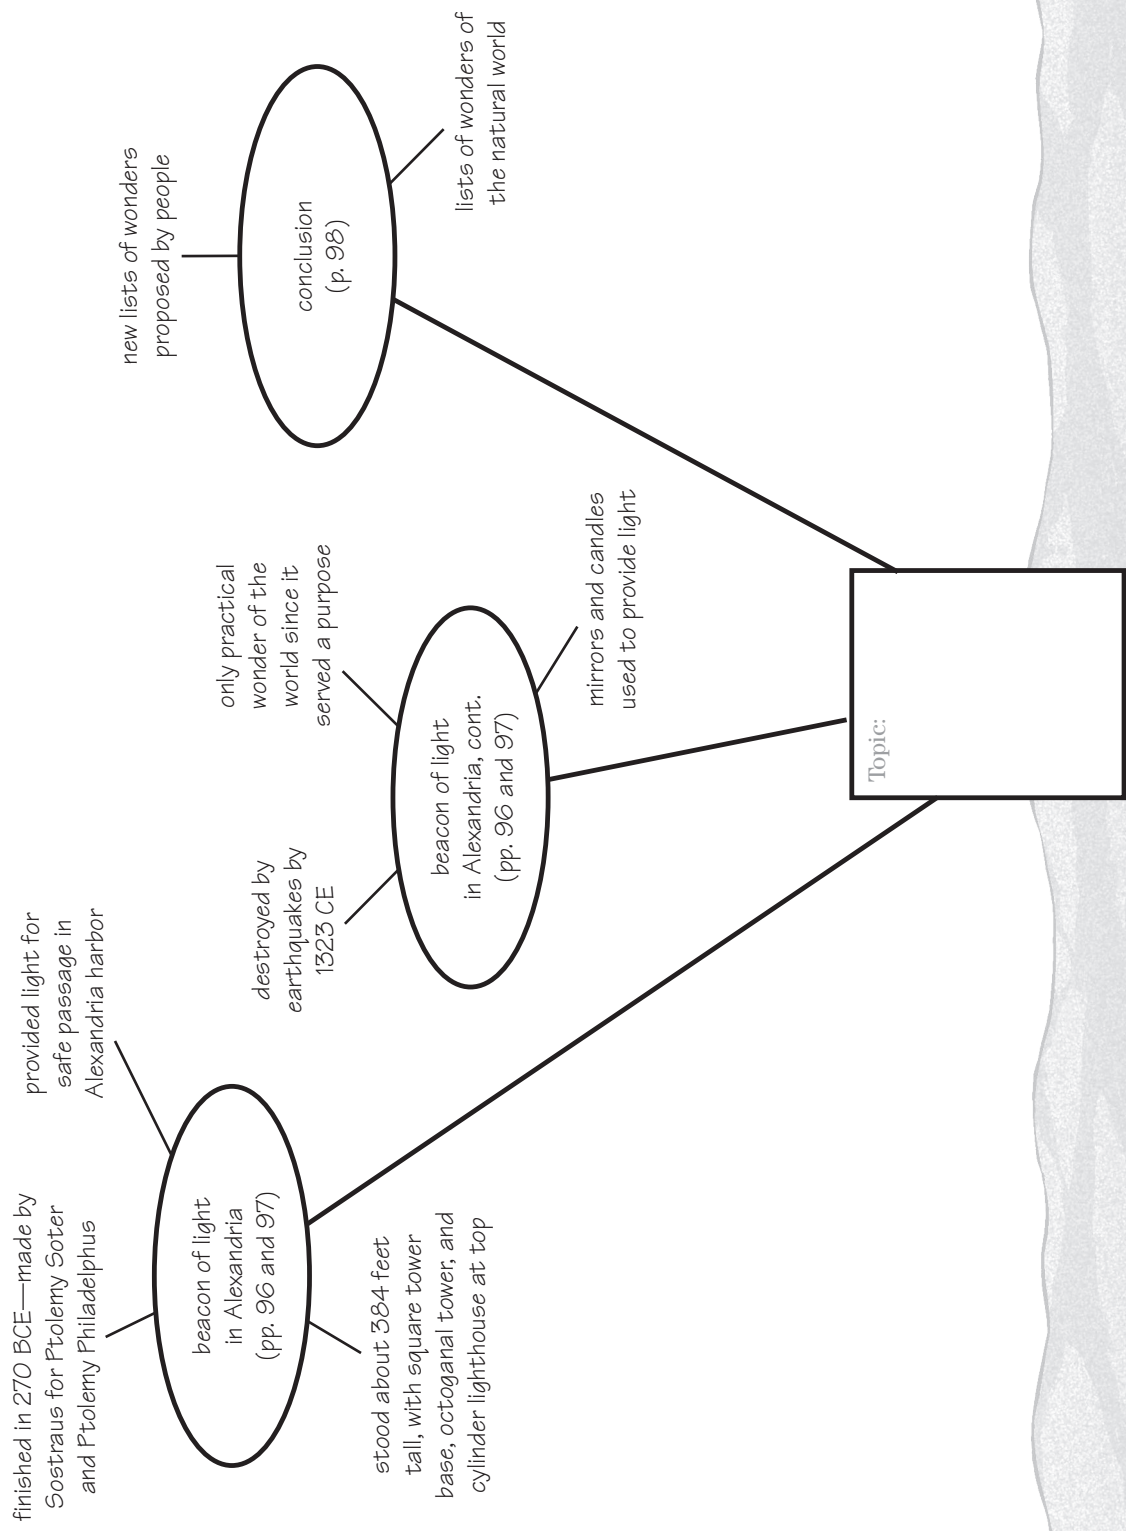 finished in 270 BCE—made by
Sostraus for Ptolemy Soter
and Ptolemy Philadelphus
provided light for
safe passage in
Alexandria harbor
beacon of light
in Alexandria
(pp. 96 and 97)
stood about 384 feet
tall, with square tower
base, octoganal tower, and
cylinder lighthouse at top
destroyed by
earthquakes by
1323 CE
only practical
wonder of the
world since it
served a purpose
beacon of light
in Alexandria, cont.
(pp. 96 and 97)
mirrors and candles
used to provide light
new lists of wonders
proposed by people
conclusion
(p. 98)
lists of wonders of
the natural world
Topic: